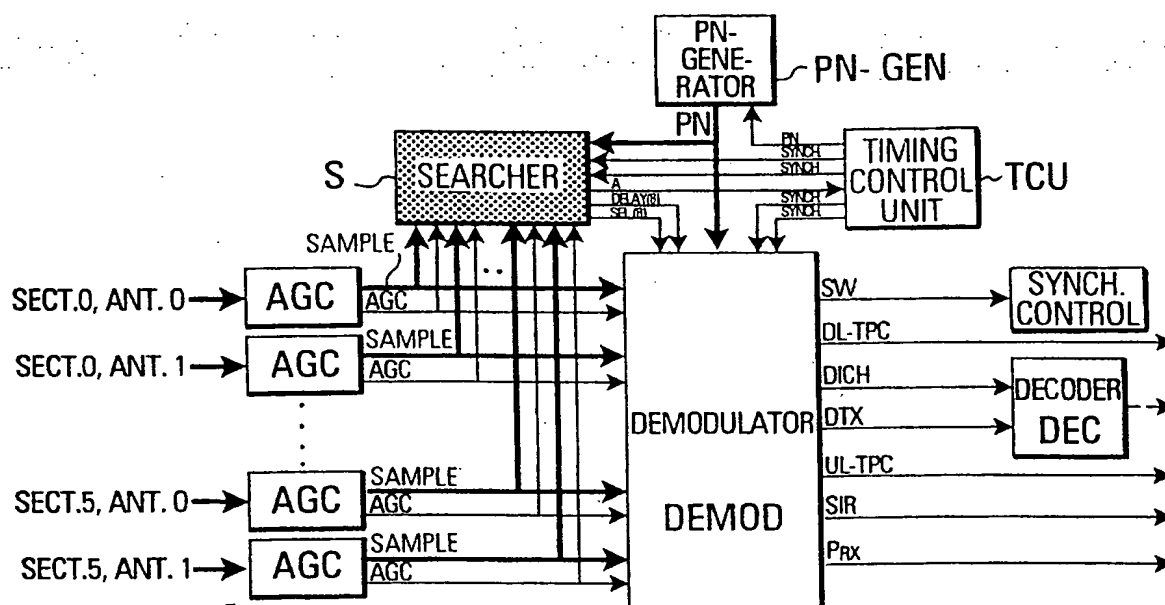 PN-
GENE-
RATOR
PN- GEN
PN
PN
SYNCH
SYNCH
TIMING
CONTROL
UNIT
TCU
S
SEARCHER
A
DELAY(8)
SEL (8)
SYNCH
SYNCH
SAMPLE
SECT.0, ANT. 0
AGC
AGC
SECT.0, ANT. 1
AGC
SAMPLE
AGC
SECT.5, ANT. 0
AGC
SAMPLE
AGC
SECT.5, ANT. 1
AGC
SAMPLE
AGC
DEMODULATOR
DEMOD
SW
SYNCH.
CONTROL
DL-TPC
DICH
DTX
DECODER
DEC
UL-TPC
SIR
PRX